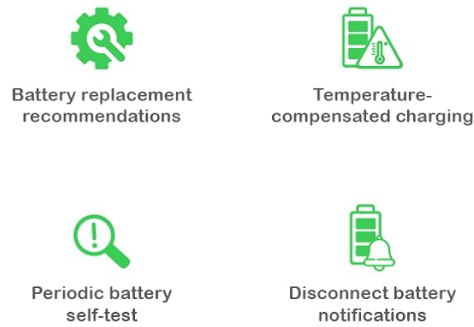 Battery replacement
recommendations
Temperature-
compensated charging
Periodic battery
self-test
Disconnect battery
notifications